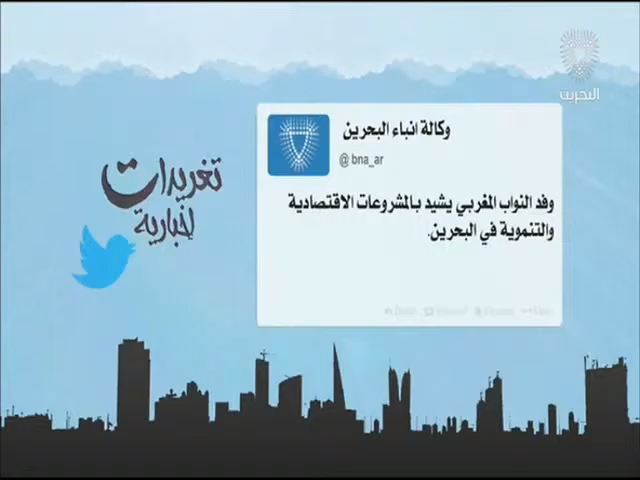 البحرين
وكالة انباء البحرين
@bna_ar
تغريدات
إخبارية
وفد النواب المغربي يشيد بالمشروعات الاقتصادية
والتنموية في البحرين.